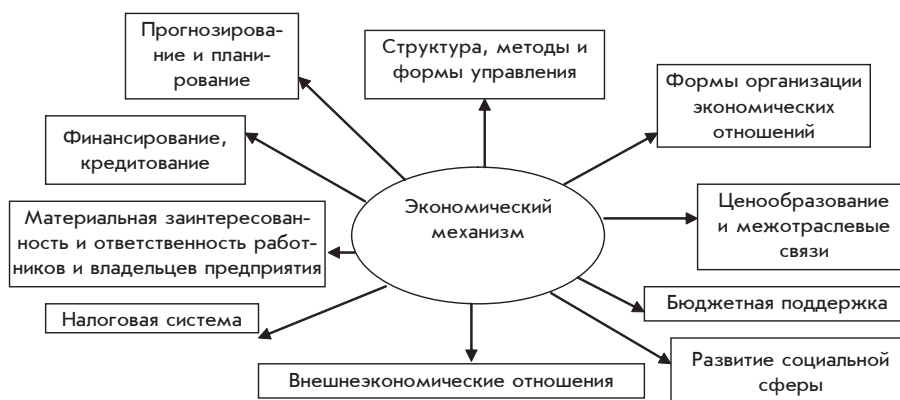 Прогнозирова-
ние и плани-
рование
Структура, методы и
формы управления
Формы организации
экономических
отношений
Финансирование,
кредитование
Экономический
механизм
Материальная заинтересован-
ность и ответственность работ-
ников и владельцев предприятия
Ценообразование
и межотраслевые
связи
Бюджетная поддержка
Налоговая система
Внешнеэкономические отношения
Развитие социальной
сферы